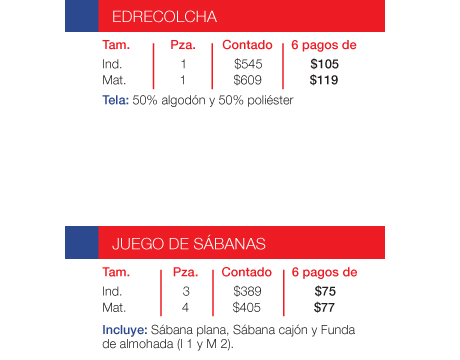 EDRECOLCHA
Tam. Pza. Contado 6 pagos de
Ind. 1 $545 $105
Mat. 1 $609 $119
Tela: 50% algodón y 50% poliéster
JUEGO DE SÁBANAS
Tam. Pza. Contado 6 pagos de
Ind. 3 $389 $75
Mat. 4 $405 $77
Incluye: Sábana plana, Sábana cajón y Funda
de almohada (I 1 y M 2).